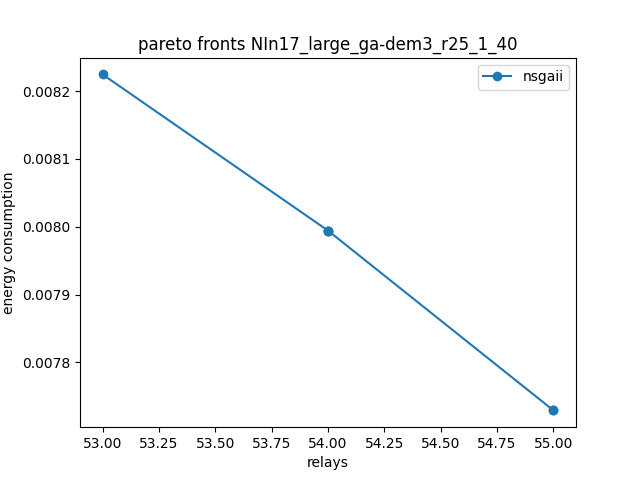 pareto fronts NIn17_large_ga-dem3_r25_1_40
nsgaii
0.0082
0.0081
0.0080
0.0079
0.0078
energy consumption
53.00 53.25 53.50 53.75 54.00 54.25 54.50 54.75 55.00
relays